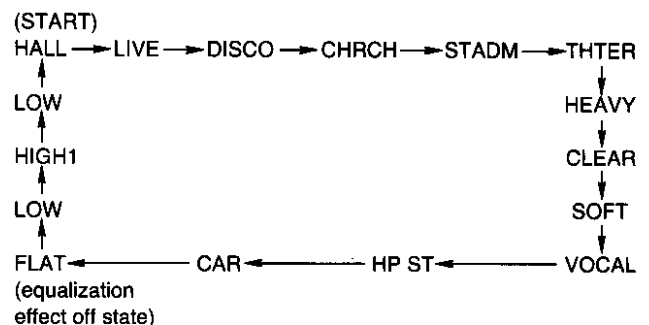 (START)
HALL LIVE DISCO CHRCH STADM THTER
LOW HEAVY
HIGH1 CLEAR
LOW SOFT
FLAT CAR HP ST VOCAL
(equalization
effect off state)